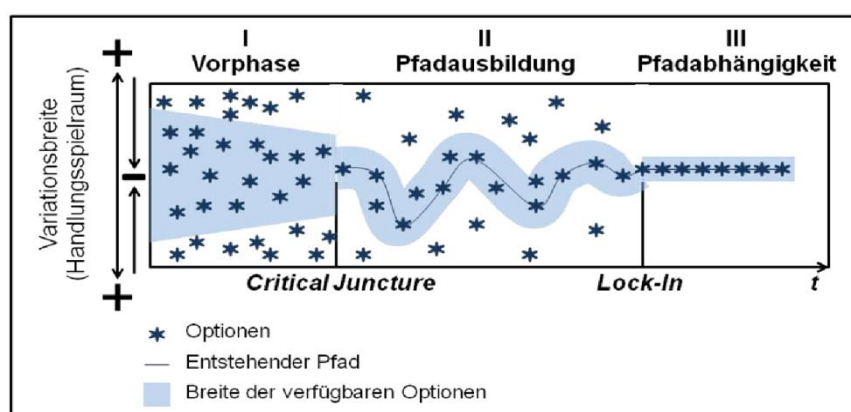 I
Vorphase
II
Pfadausbildung
III
Pfadabhängigkeit
Variationsbreite
(Handlungsspielraum)
+
−
+
Critical Juncture
Lock-In
t
Optionen
Entstehender Pfad
Breite der verfügbaren Optionen